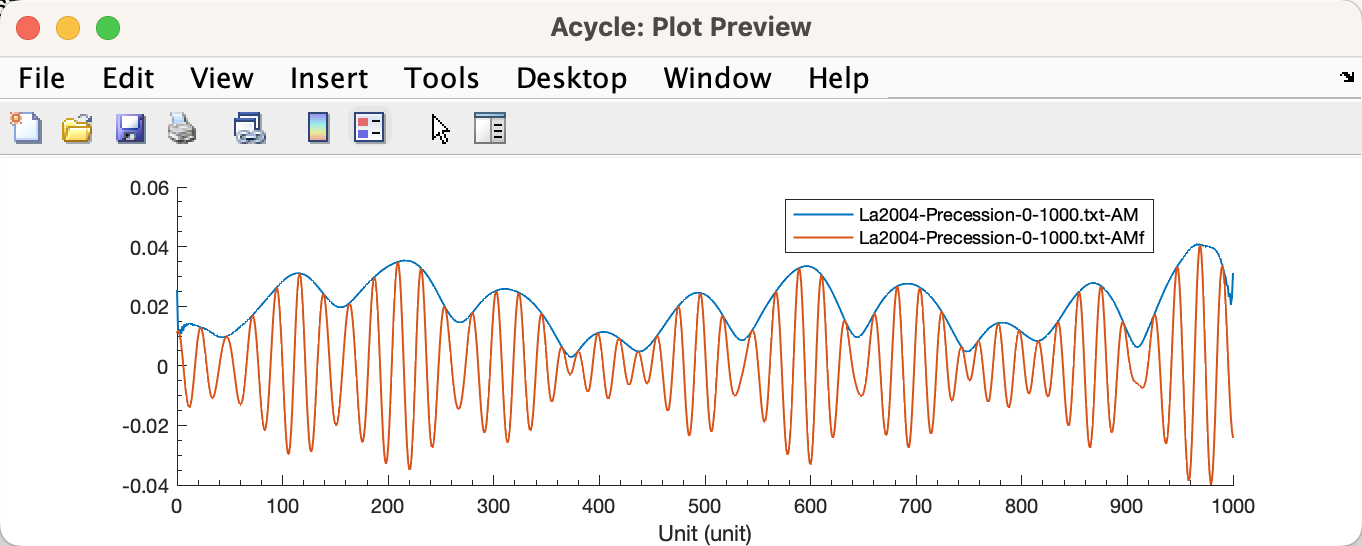 Acycle: Plot Preview
File Edit View Insert Tools Desktop Window Help
0.06
La2004-Precession-0-1000.txt-AM
La2004-Precession-0-1000.txt-AMf
0.04
0.02
0
-0.02
-0.04
0 100 200 300 400 500 600 700 800 900 1000
Unit (unit)